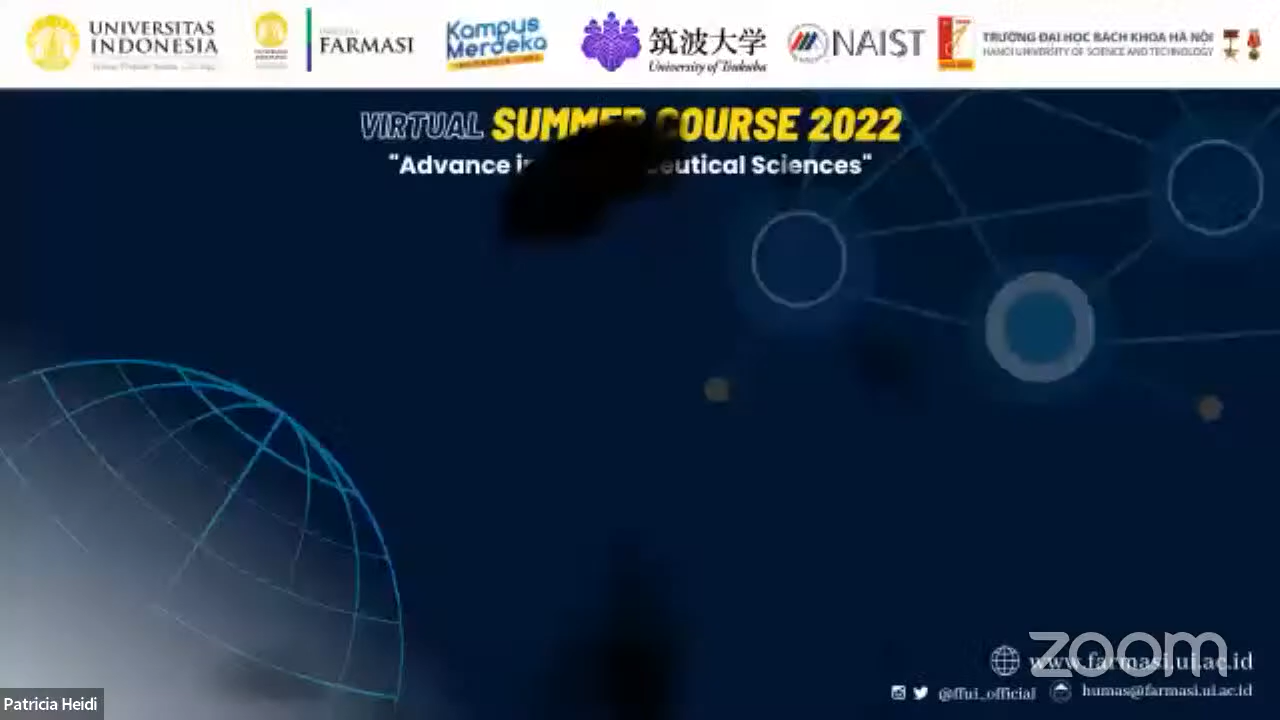 UNIVERSITAS
INDONESIA
FARMASI
Kampus
Merdeka
筑波大学
University of Tsukuba
NAIST
TRƯỜNG ĐẠI HỌC BÁCH KHOA HÀ NỘI
HANOI UNIVERSITY OF SCIENCE AND TECHNOLOGY
VIRTUAL SUMMER COURSE 2022
"Advance in eutical Sciences"
zoom
www.farmasi.ui.ac.id
@ffui_official humas@farmasi.ui.ac.id
Patricia Heidi